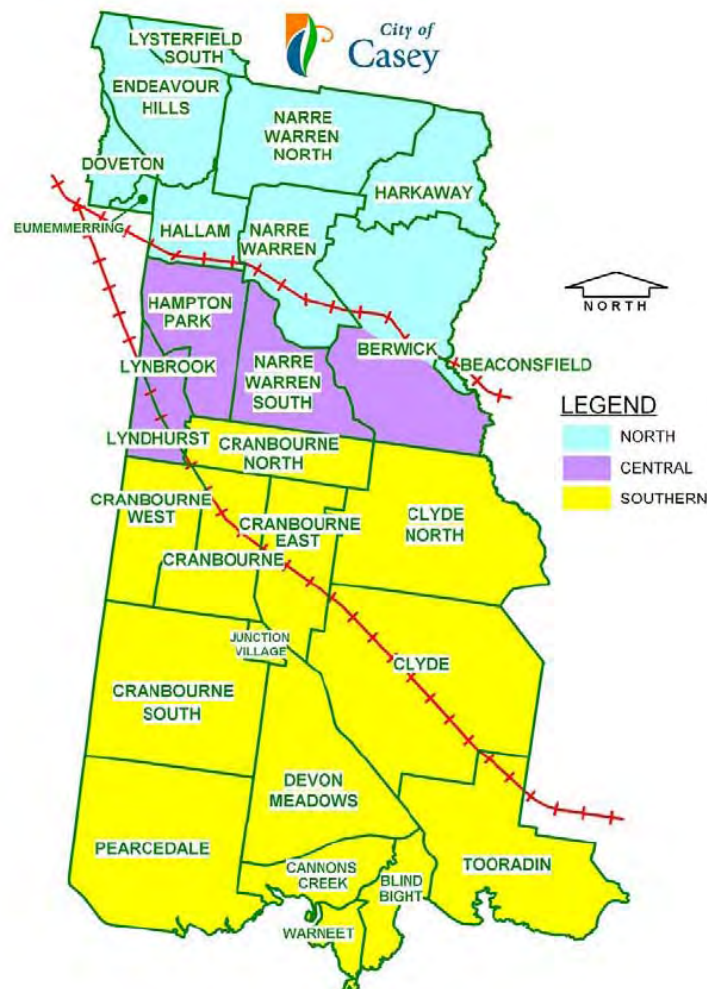 City of
Casey
LYSTERFIELD
SOUTH
ENDEAVOUR
HILLS
NARRE
WARREN
NORTH
DOVETON
HARKAWAY
EUMEMMERRING
HALLAM
NARRE
WARREN
NORTH
HAMPTON
PARK
BERWICK
BEACONSFIELD
LYNBROOK
NARRE
WARREN
SOUTH
LEGEND
NORTH
CENTRAL
SOUTHERN
LYNDHURST
CRANBOURNE
NORTH
CRANBOURNE
WEST
CRANBOURNE
EAST
CLYDE
NORTH
CRANBOURNE
JUNCTION
VILLAGE
CLYDE
CRANBOURNE
SOUTH
DEVON
MEADOWS
PEARCEDALE
CANNONS
CREEK
BLIND
BIGHT
TOORADIN
WARNEET